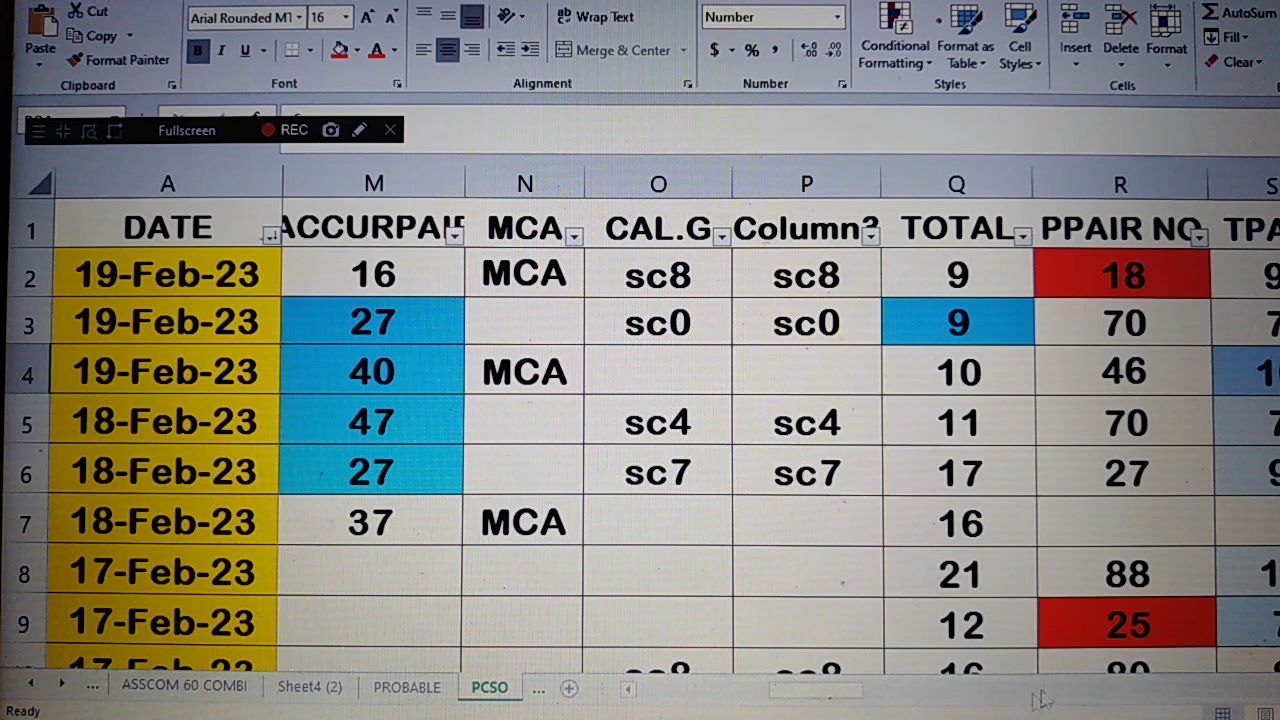 Cut
Copy
Format Painter
Paste
Clipboard
Arial Rounded MT 16
B I U
Font
Wrap Text
Merge & Center
Alignment
Number
$ % ,
Number
Conditional Formatting
Format as Table
Cell Styles
Styles
Insert
Delete
Format
Cells
AutoSum
Fill
Clear
Fullscreen REC
A M N O P Q R S
1 DATE MCA CAL.G TOTAL
2 19-Feb-23 16 MCA sc8 sc8 9 18
3 19-Feb-23 27 sc0 sc0 9 70
4 19-Feb-23 40 MCA 10 46
5 18-Feb-23 47 sc4 sc4 11 70
6 18-Feb-23 27 sc7 sc7 17 27
7 18-Feb-23 37 MCA 16
8 17-Feb-23 21 88
9 17-Feb-23 12 25
... ASSCOM 60 COMBI Sheet4 (2) PROBABLE PCSO ...
Ready